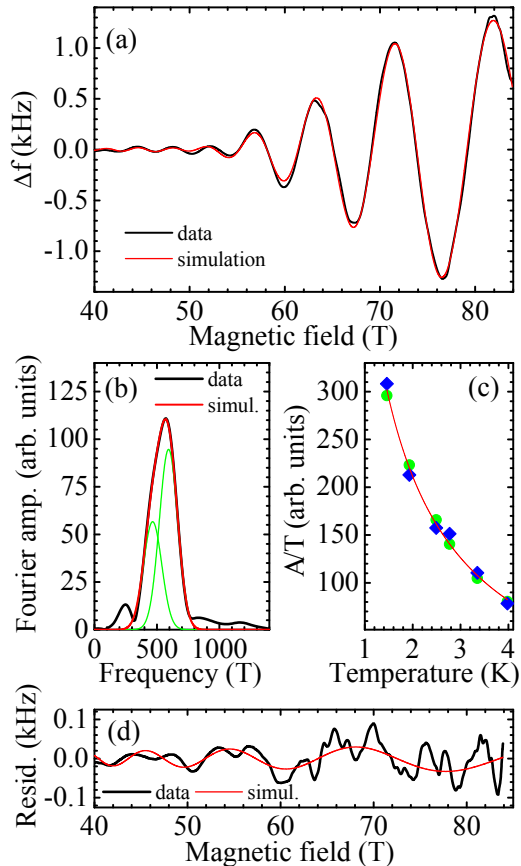 (a)
1.0
0.5
0.0
-0.5
-1.0
Δf (kHz)
data
simulation
40 50 60 70 80
Magnetic field (T)
(b)
data
simul.
125
100
75
50
25
0
Fourier amp. (arb. units)
0 500 1000
Frequency (T)
(c)
300
250
200
150
100
A/T (arb. units)
1 2 3 4
Temperature (K)
(d)
0.1
0.0
-0.1
Resid. (kHz)
data simul.
40 50 60 70 80
Magnetic field (T)